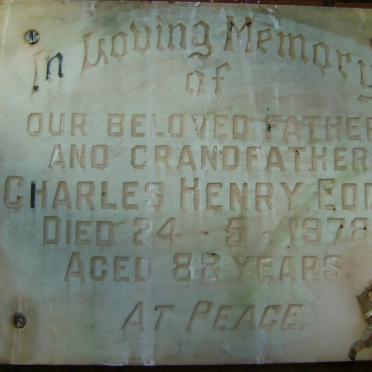 In Loving Memory
of
OUR BELOVED FATHER
AND GRANDFATHER
CHARLES HENRY
DIED 24 - 5 - 1978
AGED 88 YEARS
AT PEACE.